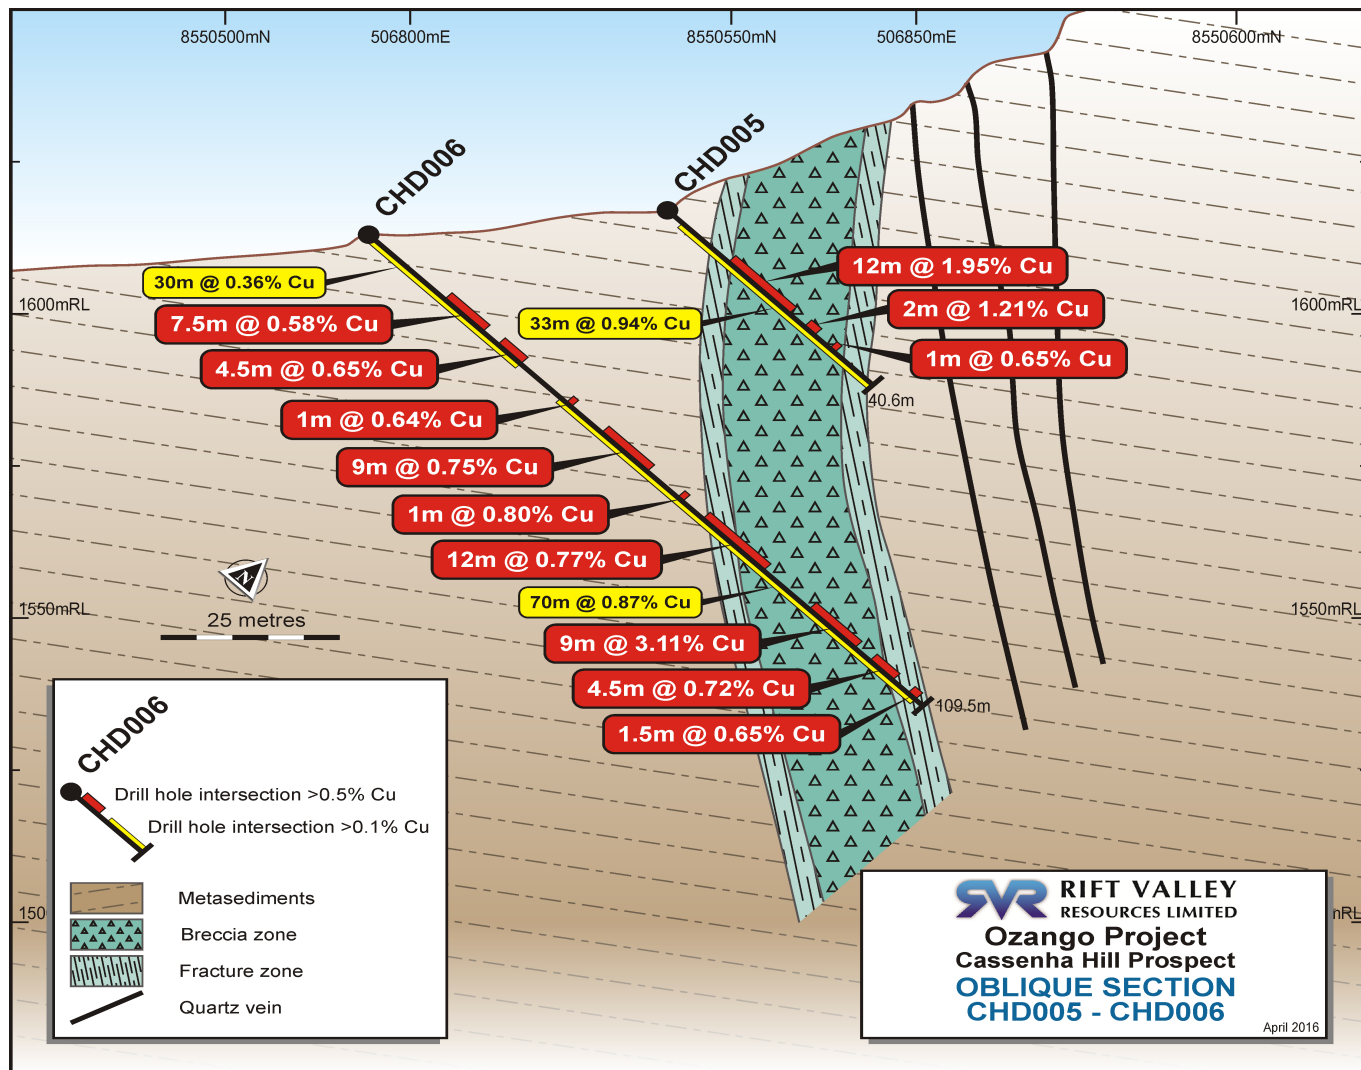 8550500mN
506800mE
8550550mN
506850mE
8550600mN
CHD006
CHD005
30m @ 0.36% Cu
7.5m @ 0.58% Cu
4.5m @ 0.65% Cu
1m @ 0.64% Cu
9m @ 0.75% Cu
1m @ 0.80% Cu
12m @ 0.77% Cu
70m @ 0.87% Cu
9m @ 3.11% Cu
4.5m @ 0.72% Cu
1.5m @ 0.65% Cu
109.5m
33m @ 0.94% Cu
12m @ 1.95% Cu
2m @ 1.21% Cu
1m @ 0.65% Cu
40.6m
1600mRL
1600mRL
1550mRL
1550mRL
150
mRL
N
25 metres
CHD006
Drill hole intersection >0.5% Cu
Drill hole intersection >0.1% Cu
Metasediments
Breccia zone
Fracture zone
Quartz vein
RVR RIFT VALLEY
RESOURCES LIMITED
Ozango Project
Cassenha Hill Prospect
OBLIQUE SECTION
CHD005 - CHD006
April 2016